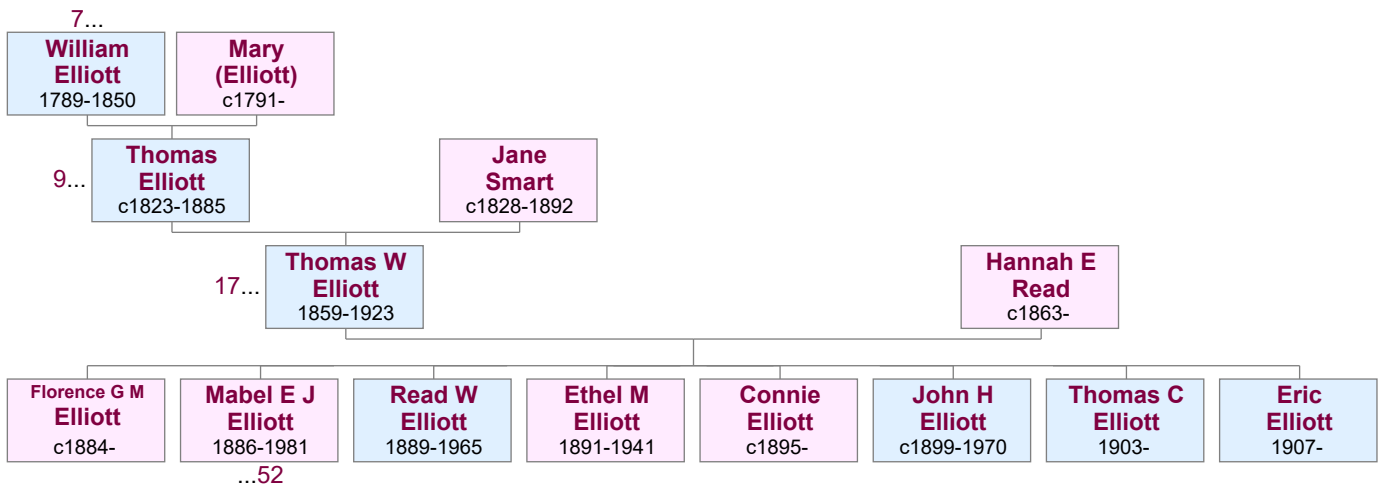 7...
William
Elliott
1789-1850
Mary
(Elliott)
c1791-
9...
Thomas
Elliott
c1823-1885
Jane
Smart
c1828-1892
17...
Thomas W
Elliott
1859-1923
Hannah E
Read
c1863-
Florence G M
Elliott
c1884-
Mabel E J
Elliott
1886-1981
...52
Read W
Elliott
1889-1965
Ethel M
Elliott
1891-1941
Connie
Elliott
c1895-
John H
Elliott
c1899-1970
Thomas C
Elliott
1903-
Eric
Elliott
1907-